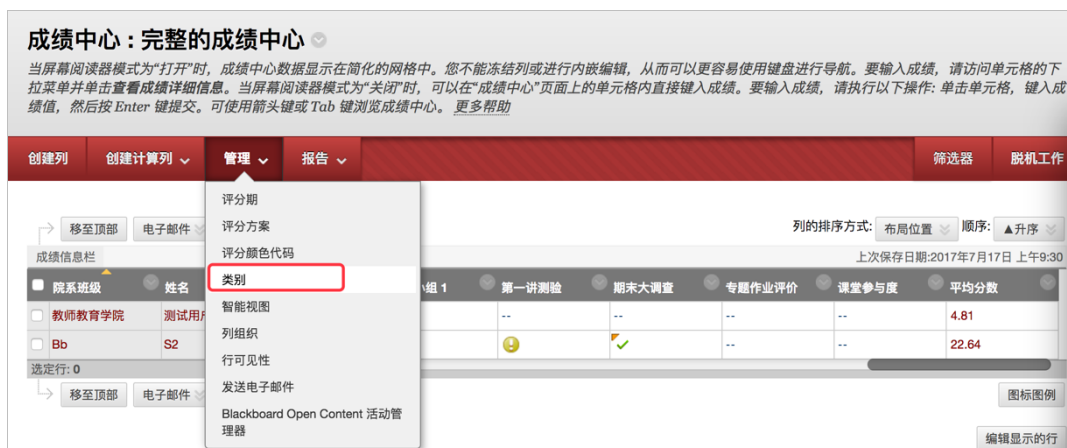 成绩中心 : 完整的成绩中心
当屏幕阅读器模式为“打开”时，成绩中心数据显示在简化的网格中。您不能冻结列或进行内嵌编辑，从而可以更容易使用键盘进行导航。要输入成绩，请访问单元格的下
拉菜单并单击查看成绩详细信息。当屏幕阅读器模式为“关闭”时，可以在“成绩中心”页面上的单元格内直接键入成绩。要输入成绩，请执行以下操作: 单击单元格，键入成
绩值，然后按 Enter 键提交。可使用箭头键或 Tab 键浏览成绩中心。 更多帮助
创建列 创建计算列 管理 报告 筛选器 脱机工作
评分期
评分方案
评分颜色代码
类别
智能视图
列组织
行可见性
发送电子邮件
Blackboard Open Content 活动管
理器
移至顶部 电子邮件 列的排序方式: 布局位置 顺序: ▲升序
成绩信息栏 上次保存日期:2017年7月17日 上午9:30
院系班级 姓名 组 1 第一讲测验 期末大调查 专题作业评价 课堂参与度 平均分数
教师教育学院 测试用 -- -- -- -- 4.81
Bb S2 -- -- 22.64
选定行: 0
移至顶部 电子邮件 图标图例
编辑显示的行